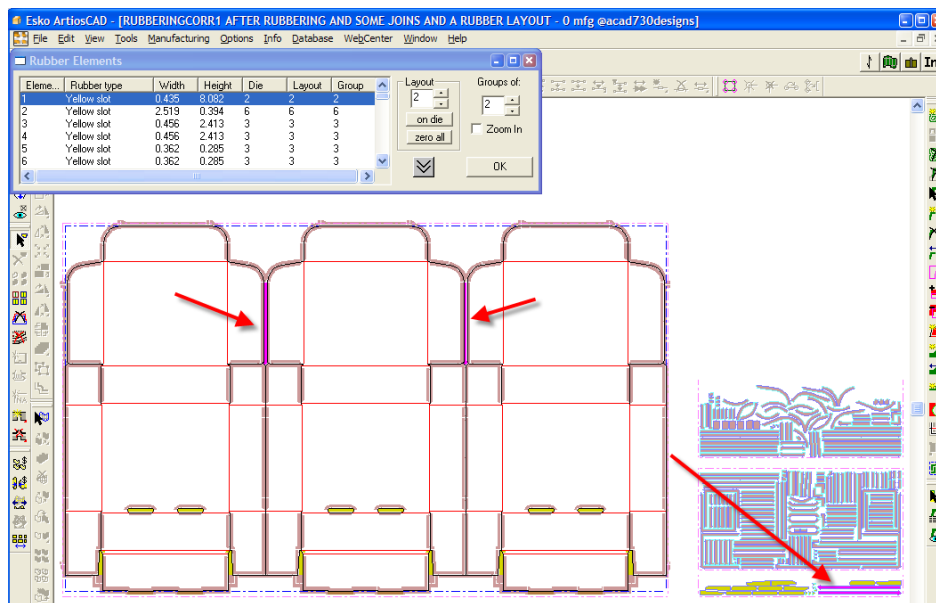 Esko ArtiosCAD - [RUBBERINGCORR1 AFTER RUBBERING AND SOME JOINS AND A RUBBER LAYOUT - 0 mfg @acad730designs]
File Edit View Tools Manufacturing Options Info Database WebCenter Window Help
Rubber Elements
Eleme... Rubber type Width Height Die Layout Group
1 Yellow slot 0.435 8.082 2 2 2
2 Yellow slot 2.519 0.394 6 6 6
3 Yellow slot 0.456 2.413 3 3 3
4 Yellow slot 0.456 2.413 3 3 3
5 Yellow slot 0.362 0.285 3 3 3
6 Yellow slot 0.362 0.285 3 3 3
Layout
2
on die
zero all
Groups of:
2
Zoom In
OK
In